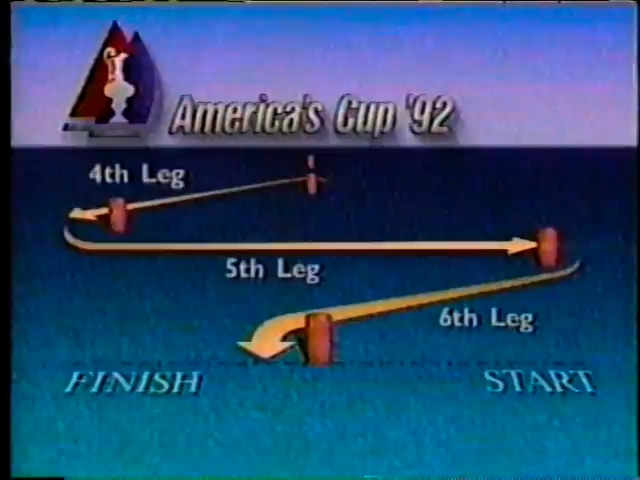 America's Cup '92
4th Leg
5th Leg
6th Leg
FINISH START